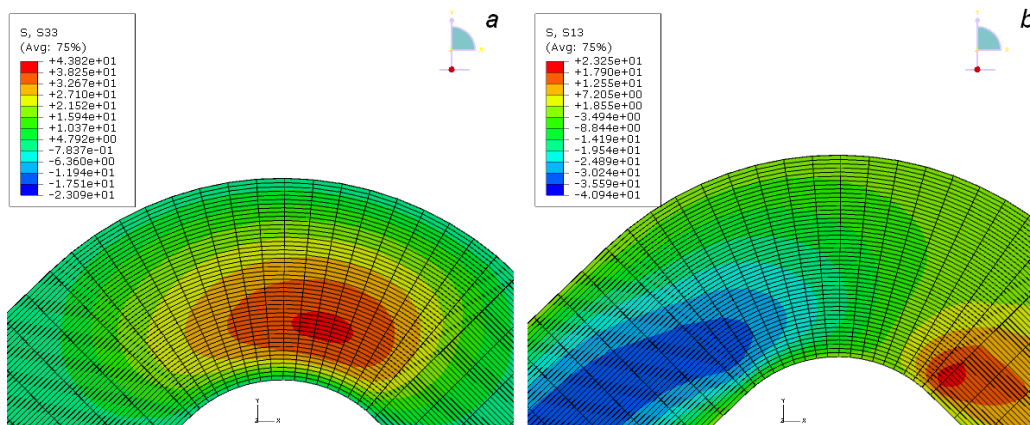 a
S, S33
(Avg: 75%)
+4.382e+01
+3.825e+01
+3.267e+01
+2.710e+01
+2.152e+01
+1.594e+01
+1.037e+01
+4.792e+00
-7.837e-01
-6.360e+00
-1.194e+01
-1.751e+01
-2.309e+01
Y
X
Z
b
S, S13
(Avg: 75%)
+2.325e+01
+1.790e+01
+1.255e+01
+7.205e+00
+1.855e+00
-3.494e+00
-8.844e+00
-1.419e+01
-1.954e+01
-2.489e+01
-3.024e+01
-3.559e+01
-4.094e+01
Y
X
Z